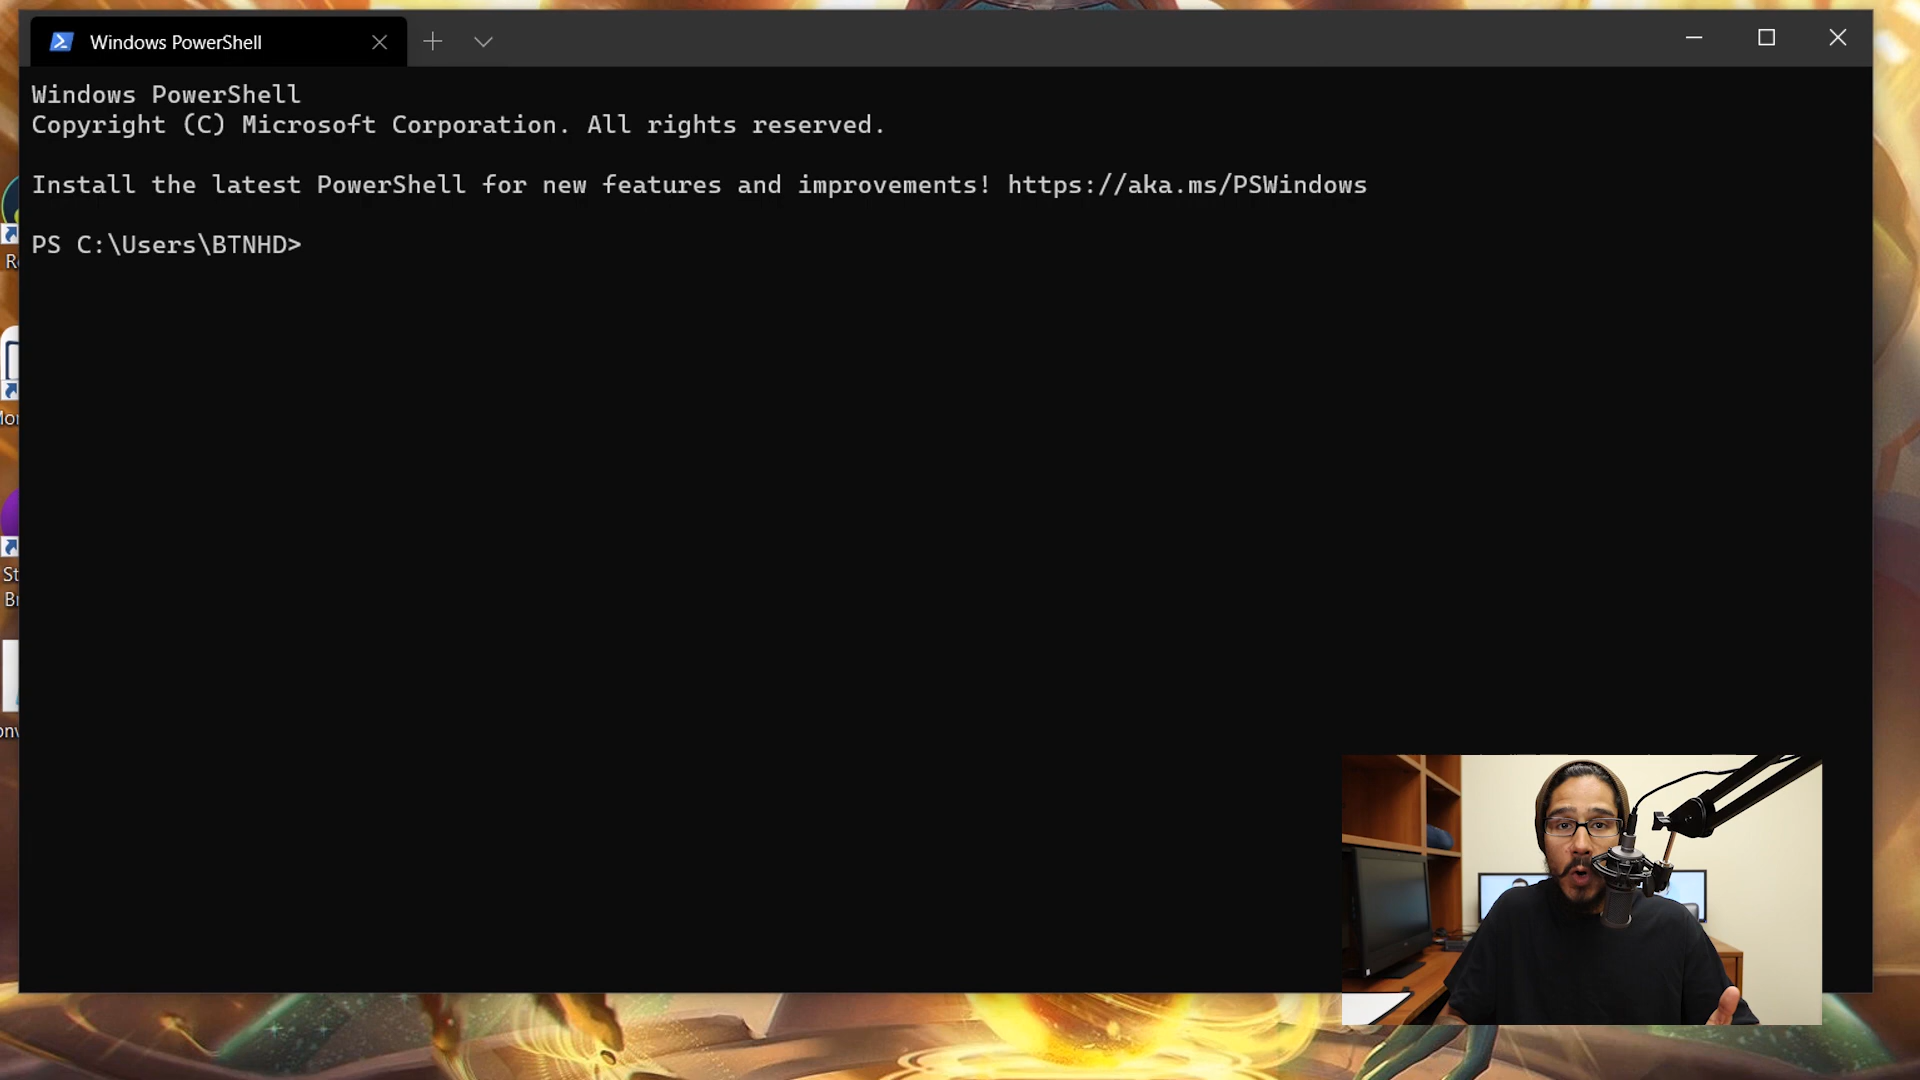 Windows PowerShell
Windows PowerShell
Copyright (C) Microsoft Corporation. All rights reserved.
Install the latest PowerShell for new features and improvements! https://aka.ms/PSWindows
PS C:\Users\BTNHD>